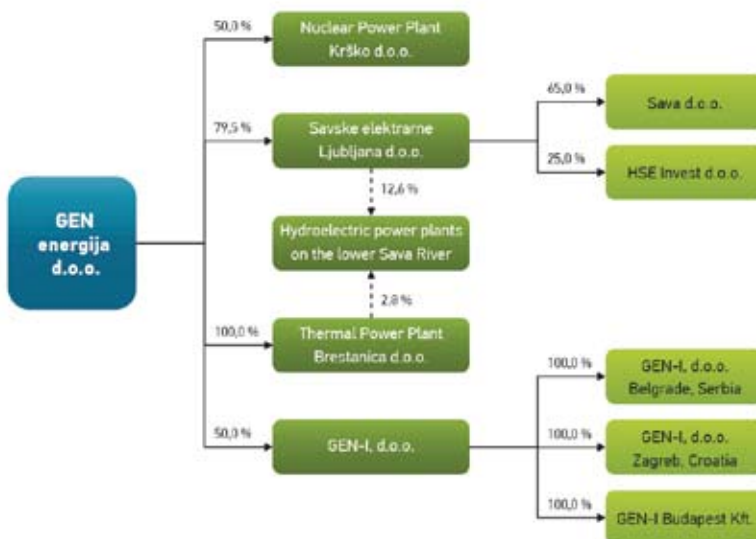 50,0 %
Nuclear Power Plant
Krško d.o.o.
79,5 %
Savske elektrarne
Ljubljana d.o.o.
65,0 %
Sava d.o.o.
25,0 %
HSE Invest d.o.o.
12,6 %
GEN
energija
d.o.o.
Hydroelectric power plants
on the lower Sava River
2,8 %
100,0 %
Thermal Power Plant
Brestanica d.o.o.
50,0 %
GEN-I, d.o.o.
100,0 %
GEN-I, d.o.o.
Belgrade, Serbia
100,0 %
GEN-I, d.o.o.
Zagreb, Croatia
100,0 %
GEN-I Budapest Kft.